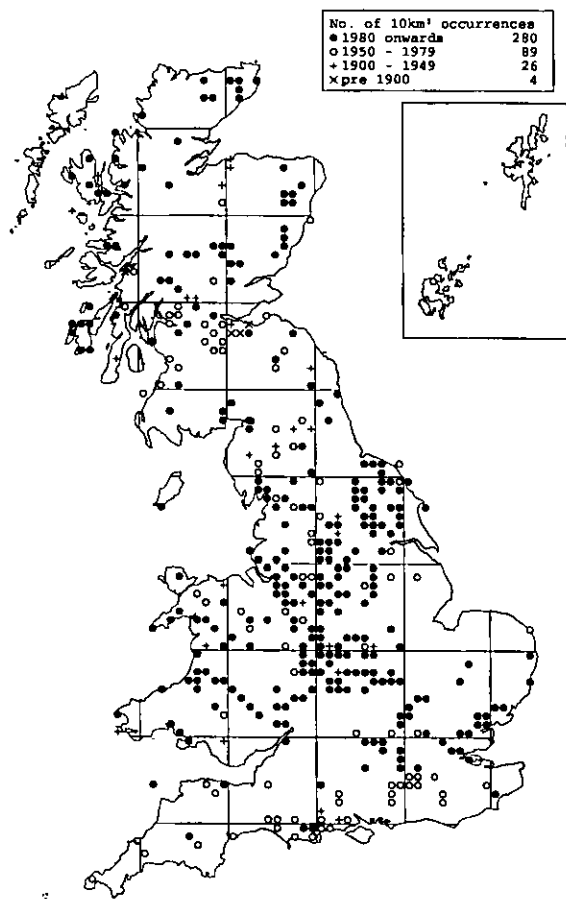 No. of 10km² occurrences
● 1980 onwards 280
○ 1950 - 1979 89
+ 1900 - 1949 26
× pre 1900 4